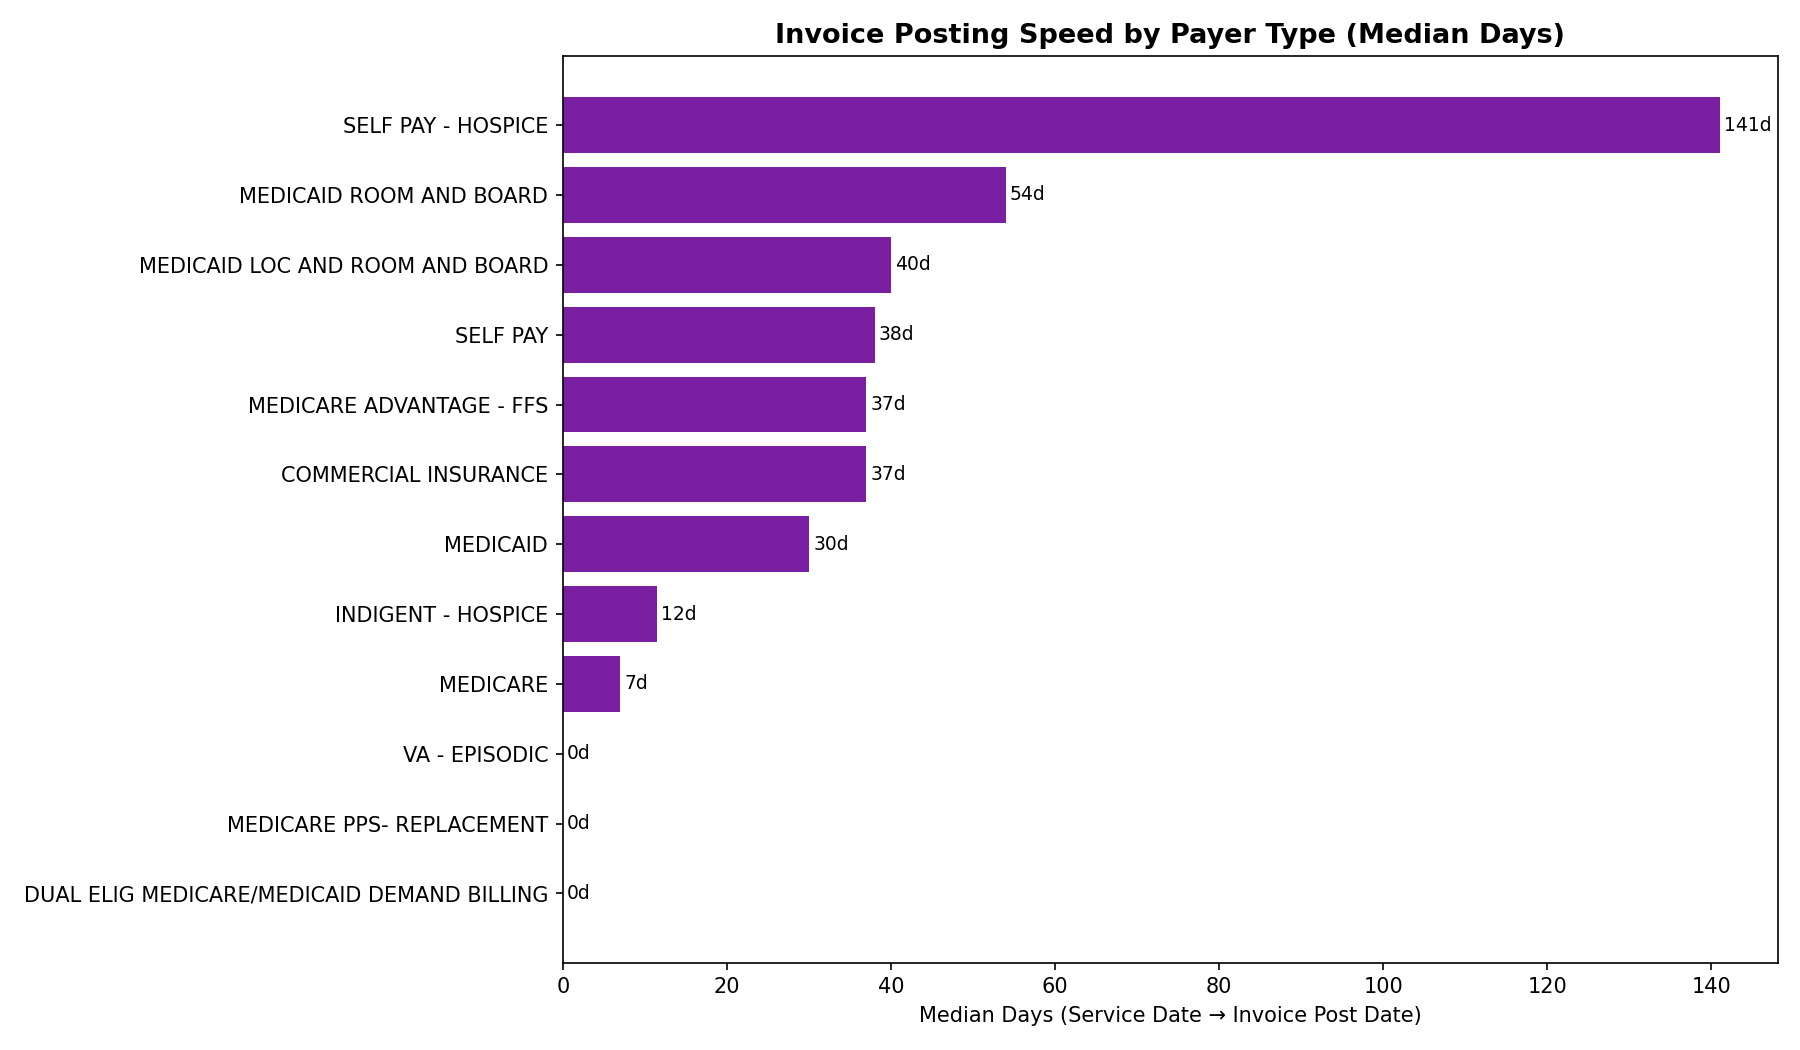 Invoice Posting Speed by Payer Type (Median Days)
SELF PAY - HOSPICE 141d
MEDICAID ROOM AND BOARD 54d
MEDICAID LOC AND ROOM AND BOARD 40d
SELF PAY 38d
MEDICARE ADVANTAGE - FFS 37d
COMMERCIAL INSURANCE 37d
MEDICAID 30d
INDIGENT - HOSPICE 12d
MEDICARE 7d
VA - EPISODIC 0d
MEDICARE PPS- REPLACEMENT 0d
DUAL ELIG MEDICARE/MEDICAID DEMAND BILLING 0d
0 20 40 60 80 100 120 140
Median Days (Service Date → Invoice Post Date)